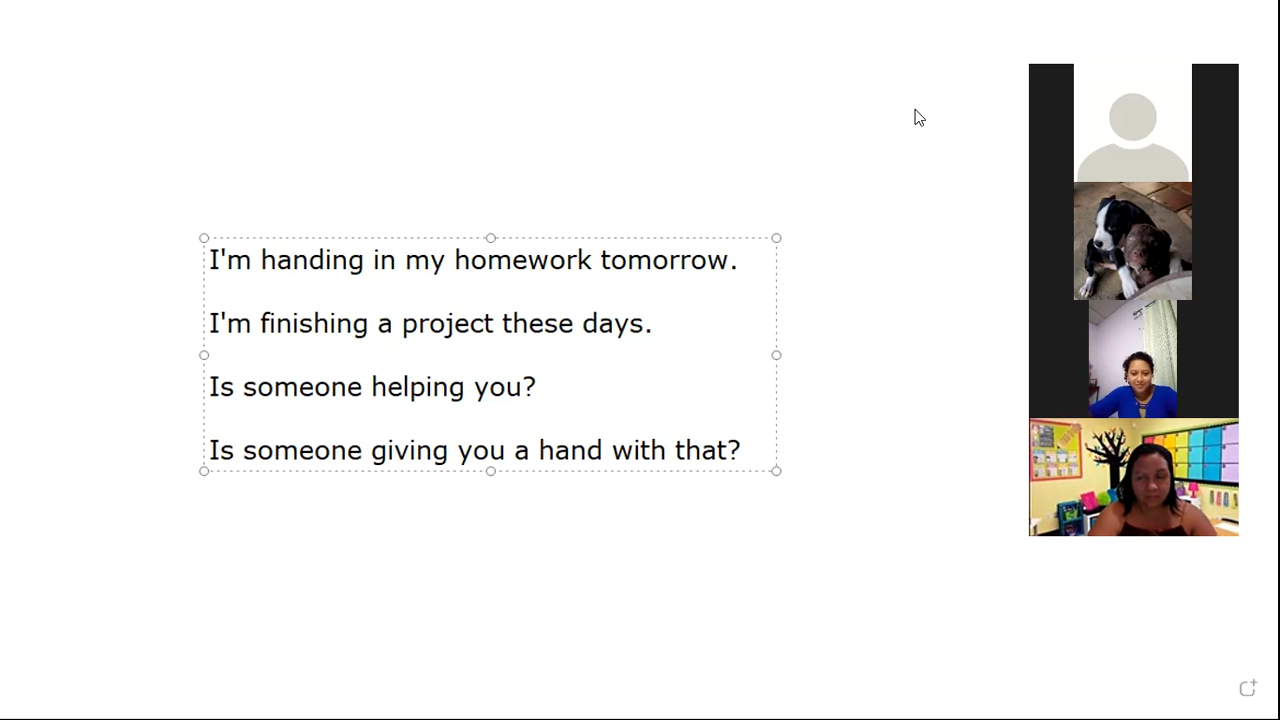 I'm handing in my homework tomorrow.
I'm finishing a project these days.
Is someone helping you?
Is someone giving you a hand with that?